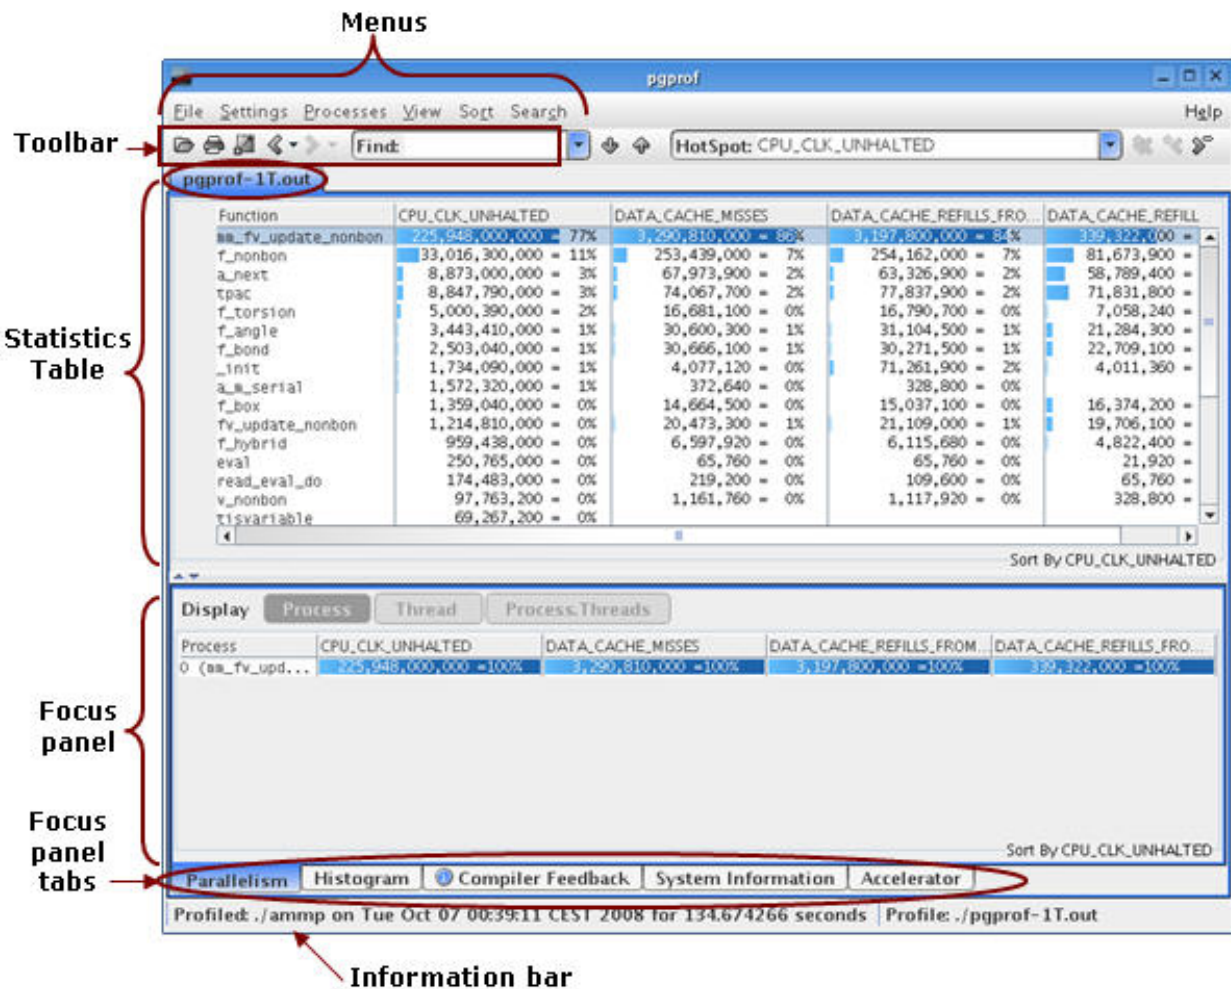 Menus
pgprof
File Settings Processes View Sort Search Help
Toolbar
Find:
HotSpot: CPU_CLK_UNHALTED
pgprof-1T.out
Function CPU_CLK_UNHALTED DATA_CACHE_MISSES DATA_CACHE_REFILLS_FRO... DATA_CACHE_REFILL
mm_fv_update_nonbon 225,948,000,000 = 77% 3,290,810,000 = 86% 3,197,800,000 = 84% 339,322,000 =
f_nonbon 33,016,300,000 = 11% 253,439,000 = 7% 254,162,000 = 7% 81,673,900 =
a_next 8,873,000,000 = 3% 67,973,900 = 2% 63,326,900 = 2% 58,789,400 =
tpac 8,847,790,000 = 3% 74,067,700 = 2% 77,837,900 = 2% 71,831,800 =
f_torsion 5,000,390,000 = 2% 16,681,100 = 0% 16,790,700 = 0% 7,058,240 =
f_angle 3,443,410,000 = 1% 30,600,300 = 1% 31,104,500 = 1% 21,284,300 =
f_bond 2,503,040,000 = 1% 30,666,100 = 1% 30,271,500 = 1% 22,709,100 =
_init 1,734,090,000 = 1% 4,077,120 = 0% 71,261,900 = 2% 4,011,360 =
a_m_serial 1,572,320,000 = 1% 372,640 = 0% 328,800 = 0%
f_box 1,359,040,000 = 0% 14,664,500 = 0% 15,037,100 = 0% 16,374,200 =
fv_update_nonbon 1,214,810,000 = 0% 20,473,300 = 1% 21,109,000 = 1% 19,706,100 =
f_hybrid 959,438,000 = 0% 6,597,920 = 0% 6,115,680 = 0% 4,822,400 =
eval 250,765,000 = 0% 65,760 = 0% 65,760 = 0% 21,920 =
read_eval_do 174,483,000 = 0% 219,200 = 0% 109,600 = 0% 65,760 =
v_nonbon 97,763,200 = 0% 1,161,760 = 0% 1,117,920 = 0% 328,800 =
tisvariable 69,267,200 = 0%
Statistics
Table
Sort By CPU_CLK_UNHALTED
Display Process Thread Process.Threads
Process CPU_CLK_UNHALTED DATA_CACHE_MISSES DATA_CACHE_REFILLS_FROM... DATA_CACHE_REFILLS_FRO...
0 (mm_fv_upd... 225,948,000,000 =100% 3,290,810,000 =100% 3,197,800,000 =100% 339,322,000 =100%
Focus
panel
Sort By CPU_CLK_UNHALTED
Focus
panel
tabs
Parallelism Histogram Compiler Feedback System Information Accelerator
Profiled: ./ammp on Tue Oct 07 00:39:11 CEST 2008 for 134.674266 seconds Profile: ./pgprof-1T.out
Information bar